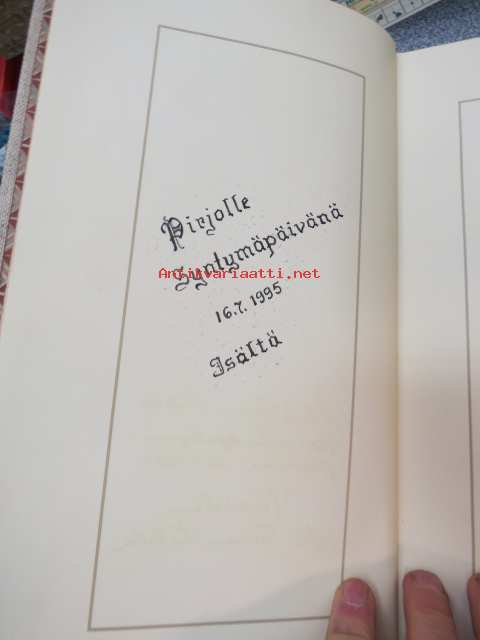 Pirjolle
Syntymäpäivänä
Antikvariaatti.net
16.7.1995
Isältä